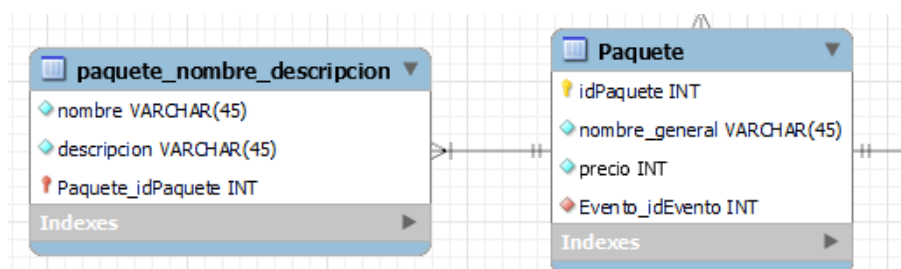 paquete_nombre_descripcion
nombre VARCHAR(45)
descripcion VARCHAR(45)
Paquete_idPaquete INT
Indexes
Paquete
idPaquete INT
nombre_general VARCHAR(45)
precio INT
Evento_idEvento INT
Indexes